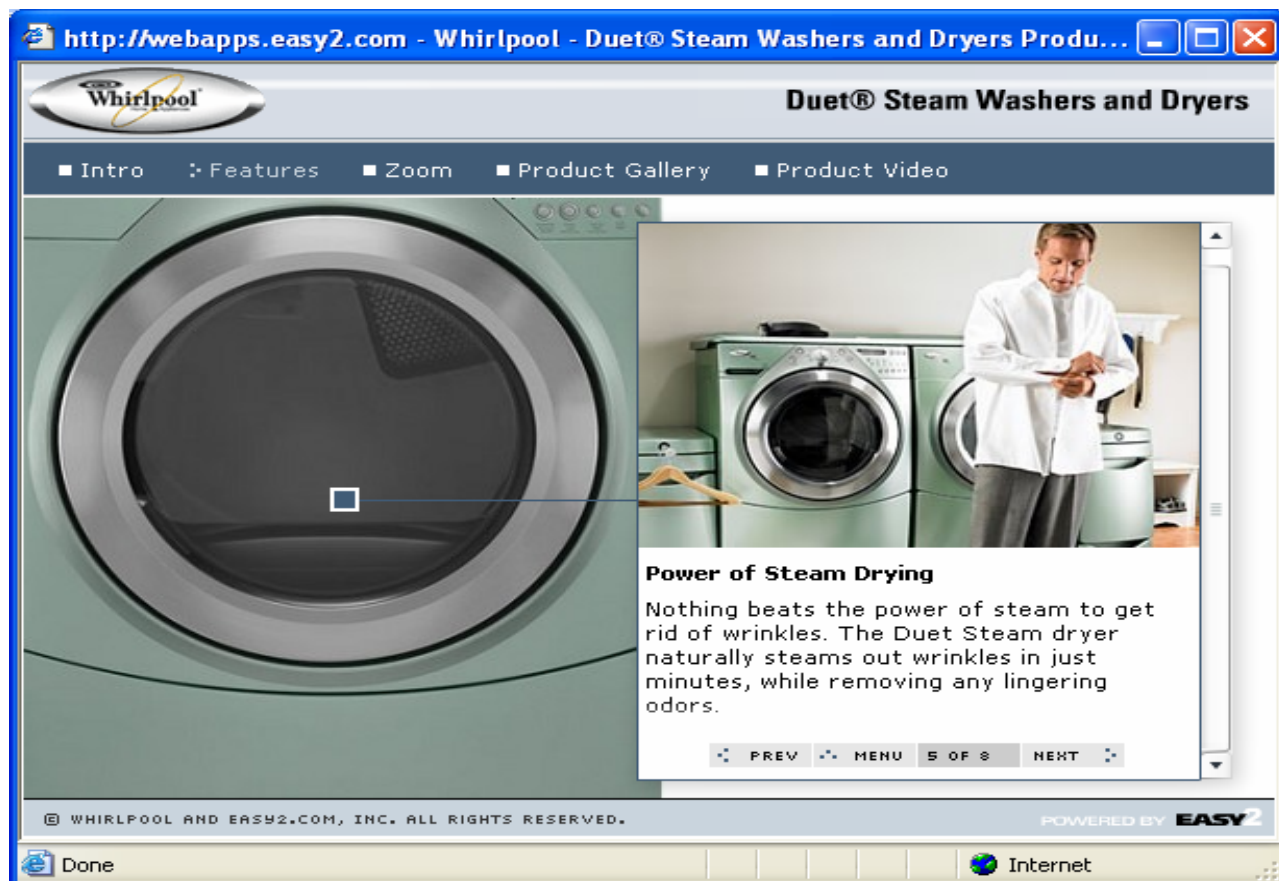 http://webapps.easy2.com - Whirlpool - Duet® Steam Washers and Dryers Produ...
Whirlpool
Duet® Steam Washers and Dryers
Intro Features Zoom Product Gallery Product Video
Power of Steam Drying
Nothing beats the power of steam to get
rid of wrinkles. The Duet Steam dryer
naturally steams out wrinkles in just
minutes, while removing any lingering
odors.
PREV MENU 5 OF 8 NEXT
© WHIRLPOOL AND EASY2.COM, INC. ALL RIGHTS RESERVED.
POWERED BY EASY2
Done
Internet